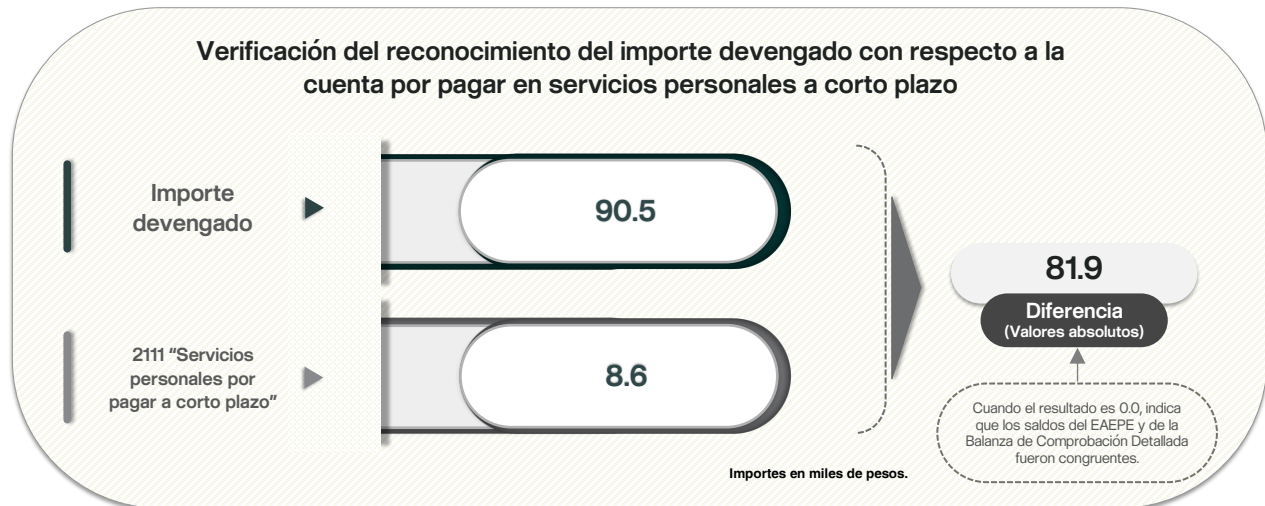 Verificación del reconocimiento del importe devengado con respecto a la
cuenta por pagar en servicios personales a corto plazo
Importe
devengado
90.5
2111 "Servicios
personales por
pagar a corto plazo"
8.6
81.9
Diferencia
(Valores absolutos)
Cuando el resultado es 0.0, indica
que los saldos del EAEPE y de la
Balanza de Comprobación Detallada
fueron congruentes.
Importes en miles de pesos.